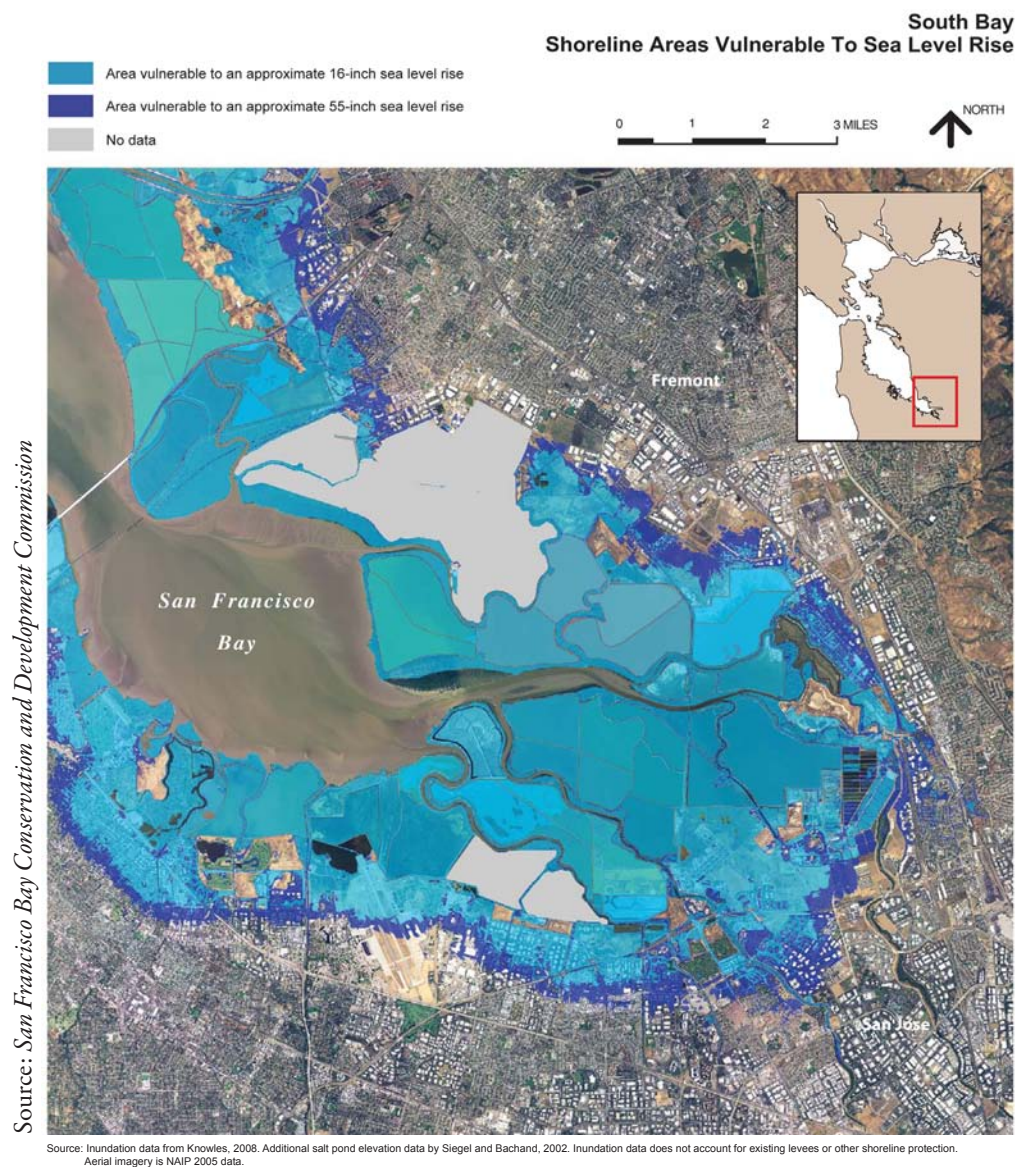 South Bay
Shoreline Areas Vulnerable To Sea Level Rise
Area vulnerable to an approximate 16-inch sea level rise
Area vulnerable to an approximate 55-inch sea level rise
No data
0 1 2 3 MILES
NORTH
Fremont
San Francisco
Bay
San Jose
Source: San Francisco Bay Conservation and Development Commission
Source: Inundation data from Knowles, 2008. Additional salt pond elevation data by Siegel and Bachand, 2002. Inundation data does not account for existing levees or other shoreline protection.
Aerial imagery is NAIP 2005 data.